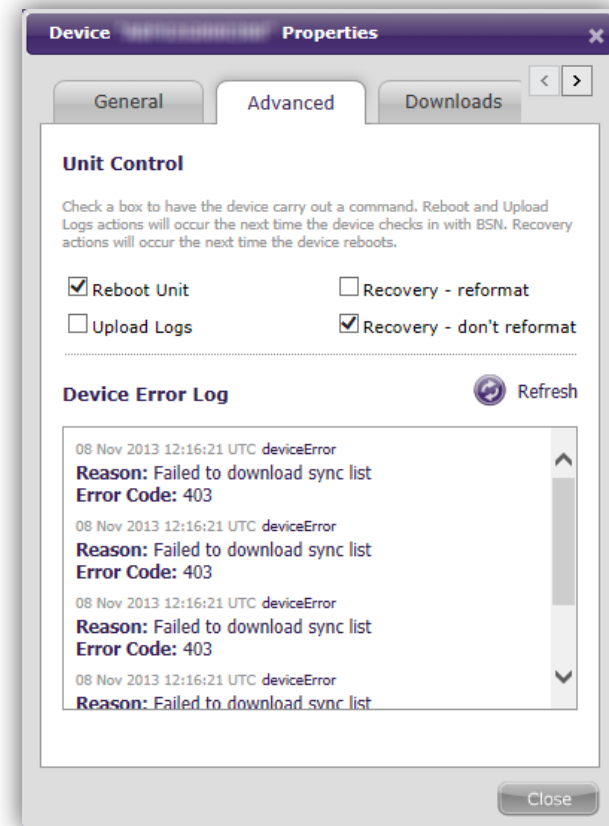 Device Properties
General Advanced Downloads
Unit Control
Check a box to have the device carry out a command. Reboot and Upload
Logs actions will occur the next time the device checks in with BSN. Recovery
actions will occur the next time the device reboots.
Reboot Unit Recovery - reformat
Upload Logs Recovery - don't reformat
Device Error Log Refresh
08 Nov 2013 12:16:21 UTC deviceError
Reason: Failed to download sync list
Error Code: 403
08 Nov 2013 12:16:21 UTC deviceError
Reason: Failed to download sync list
Error Code: 403
08 Nov 2013 12:16:21 UTC deviceError
Reason: Failed to download sync list
Error Code: 403
08 Nov 2013 12:16:21 UTC deviceError
Reason: Failed to download sync list
Close